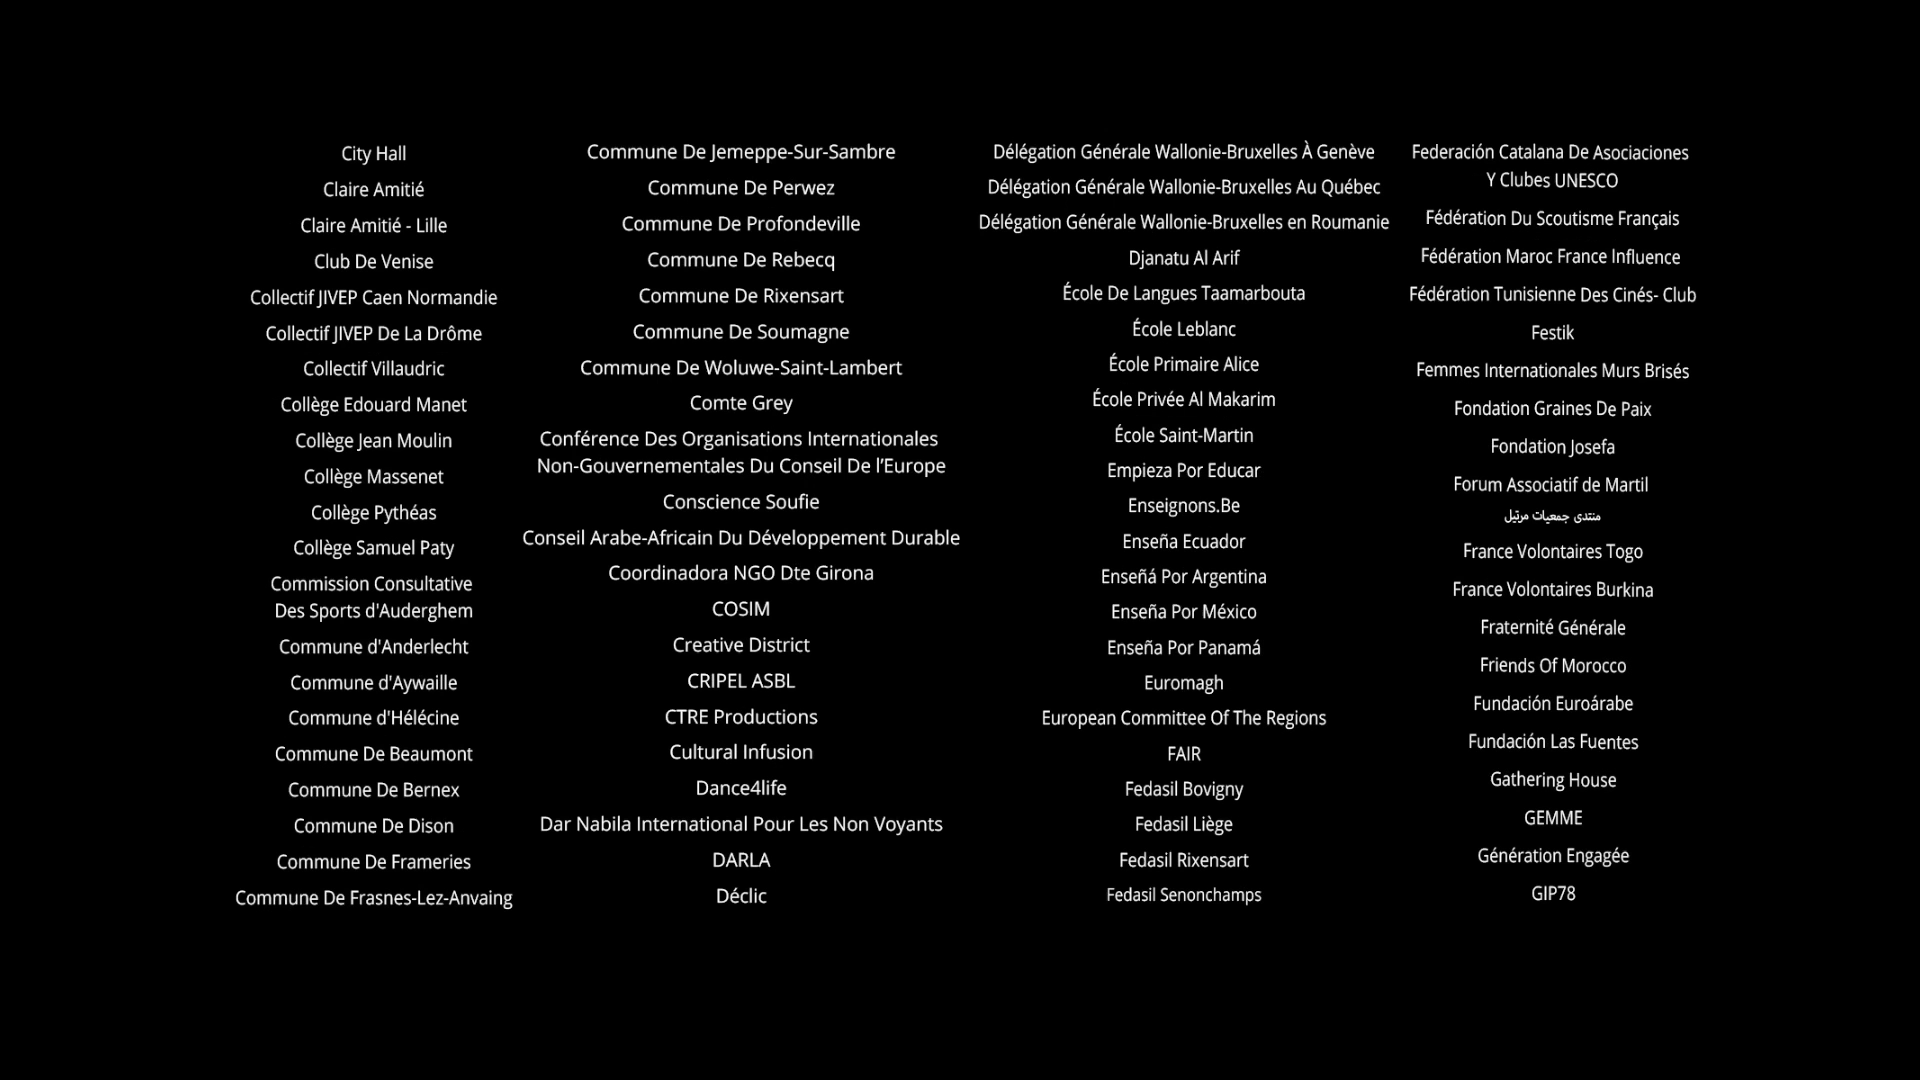 City Hall
Claire Amitié
Claire Amitié - Lille
Club De Venise
Collectif JIVEP Caen Normandie
Collectif JIVEP De La Drôme
Collectif Villaudric
Collège Edouard Manet
Collège Jean Moulin
Collège Massenet
Collège Pythéas
Collège Samuel Paty
Commission Consultative
Des Sports d'Auderghem
Commune d'Anderlecht
Commune d'Aywaille
Commune d'Hélécine
Commune De Beaumont
Commune De Bernex
Commune De Dison
Commune De Frameries
Commune De Frasnes-Lez-Anvaing
Commune De Jemeppe-Sur-Sambre
Commune De Perwez
Commune De Profondeville
Commune De Rebecq
Commune De Rixensart
Commune De Soumagne
Commune De Woluwe-Saint-Lambert
Comte Grey
Conférence Des Organisations Internationales
Non-Gouvernementales Du Conseil De l’Europe
Conscience Soufie
Conseil Arabe-Africain Du Développement Durable
Coordinadora NGO Dte Girona
COSIM
Creative District
CRIPEL ASBL
CTRE Productions
Cultural Infusion
Dance4life
Dar Nabila International Pour Les Non Voyants
DARLA
Déclic
Délégation Générale Wallonie-Bruxelles À Genève
Délégation Générale Wallonie-Bruxelles Au Québec
Délégation Générale Wallonie-Bruxelles en Roumanie
Djanatu Al Arif
École De Langues Taamarbouta
École Leblanc
École Primaire Alice
École Privée Al Makarim
École Saint-Martin
Empieza Por Educar
Enseignons.Be
Enseña Ecuador
Enseñá Por Argentina
Enseña Por México
Enseña Por Panamá
Euromagh
European Committee Of The Regions
FAIR
Fedasil Bovigny
Fedasil Liège
Fedasil Rixensart
Fedasil Senonchamps
Federación Catalana De Asociaciones
Y Clubes UNESCO
Fédération Du Scoutisme Français
Fédération Maroc France Influence
Fédération Tunisienne Des Cinés- Club
Festik
Femmes Internationales Murs Brisés
Fondation Graines De Paix
Fondation Josefa
Forum Associatif de Martil
منتدى جمعيات مرتيل
France Volontaires Togo
France Volontaires Burkina
Fraternité Générale
Friends Of Morocco
Fundación Euroárabe
Fundación Las Fuentes
Gathering House
GEMME
Génération Engagée
GIP78